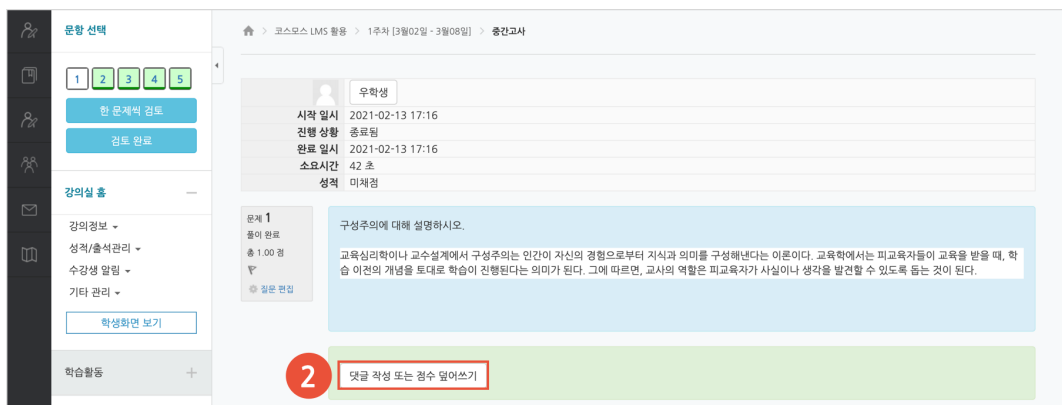 문항 선택
1 2 3 4 5
한 문제씩 검토
검토 완료
강의실 홈
강의정보
성적/출석관리
수강생 알림
기타 관리
학생화면 보기
학습활동
코스모스 LMS 활용 > 1주차 [3월02일 - 3월08일] > 중간고사
우학생
시작 일시 2021-02-13 17:16
진행 상황 종료됨
완료 일시 2021-02-13 17:16
소요시간 42 초
성적 미채점
문제 1
풀이 완료
총 1.00 점
질문 편집
구성주의에 대해 설명하시오.
교육심리학이나 교수설계에서 구성주의는 인간이 자신의 경험으로부터 지식과 의미를 구성해낸다는 이론이다. 교육학에서는 피교육자들이 교육을 받을 때, 학
습 이전의 개념을 토대로 학습이 진행된다는 의미가 된다. 그에 따르면, 교사의 역할은 피교육자가 사실이나 생각을 발견할 수 있도록 돕는 것이 된다.
2
댓글 작성 또는 점수 덮어쓰기